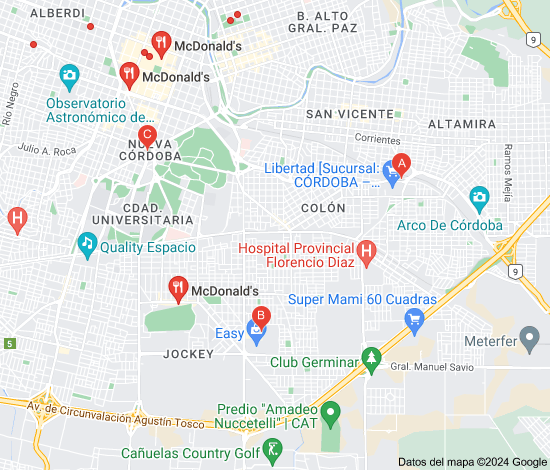 ALBERDI
B. ALTO
GRAL. PAZ
9
McDonald's
McDonald's
Observatorio
Astronómico de...
Río Negro
SAN VICENTE
Corrientes
ALTAMIRA
C
NUEVA
CÓRDOBA
Julio A. Roca
Ramos Mejía
Libertad [Sucursal:
CÓRDOBA –...
A
CDAD.
UNIVERSITARIA
COLÓN
H
Arco De Córdoba
Quality Espacio
Hospital Provincial
Florencio Diaz
H
9
McDonald's
Super Mami 60 Cuadras
B
Easy
5
JOCKEY
Meterfer
Club Germinar
Gral. Manuel Savio
Av. de Circunvalación Agustín Tosco
Predio "Amadeo
Nuccetelli" | CAT
Cañuelas Country Golf
Datos del mapa ©2024 Google